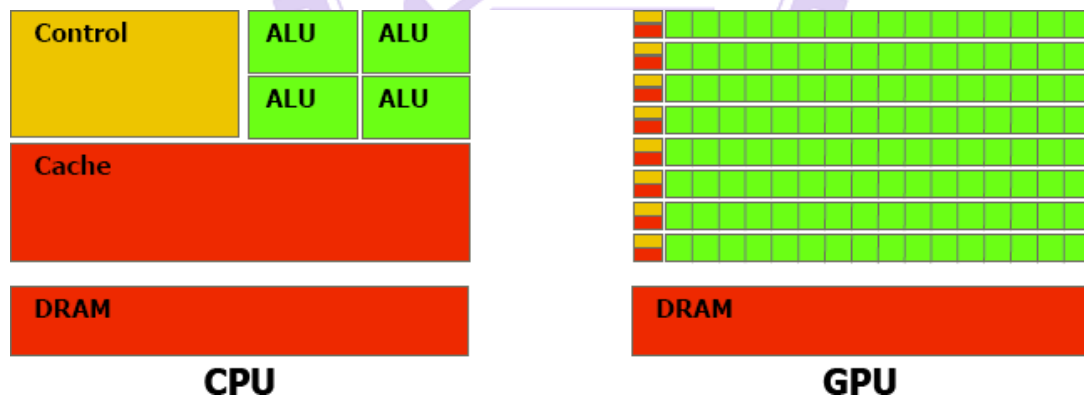 Control
ALU
ALU
ALU
ALU
Cache
DRAM
CPU
DRAM
GPU